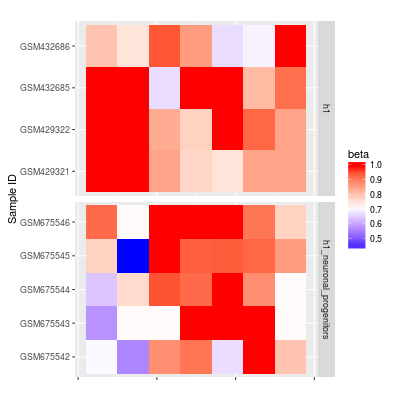 GSM432686
GSM432685
GSM429322
GSM429321
h1
GSM675546
GSM675545
GSM675544
GSM675543
GSM675542
h1_neuronal_progenitors
Sample ID
beta
1.0
0.9
0.8
0.7
0.6
0.5